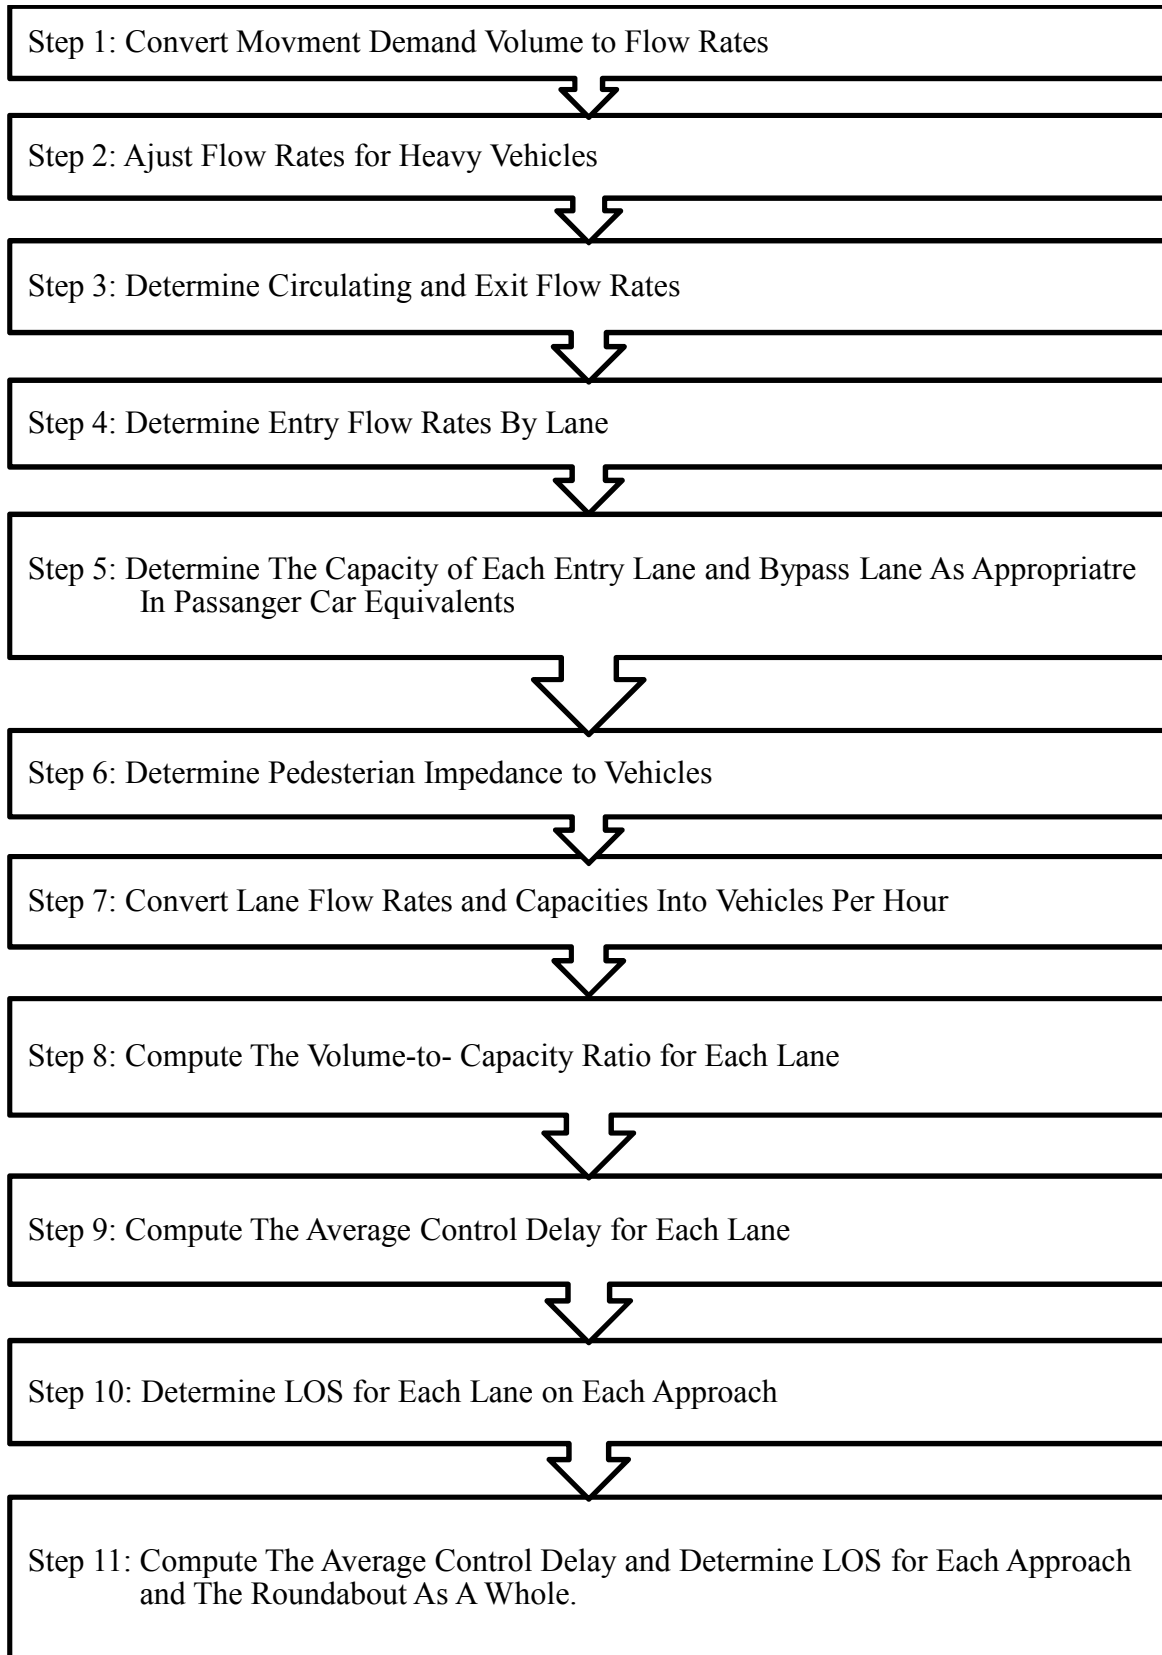 Step 1: Convert Movment Demand Volume to Flow Rates
Step 2: Ajust Flow Rates for Heavy Vehicles
Step 3: Determine Circulating and Exit Flow Rates
Step 4: Determine Entry Flow Rates By Lane
Step 5: Determine The Capacity of Each Entry Lane and Bypass Lane As Appropriatre
In Passanger Car Equivalents
Step 6: Determine Pedesterian Impedance to Vehicles
Step 7: Convert Lane Flow Rates and Capacities Into Vehicles Per Hour
Step 8: Compute The Volume-to- Capacity Ratio for Each Lane
Step 9: Compute The Average Control Delay for Each Lane
Step 10: Determine LOS for Each Lane on Each Approach
Step 11: Compute The Average Control Delay and Determine LOS for Each Approach
and The Roundabout As A Whole.